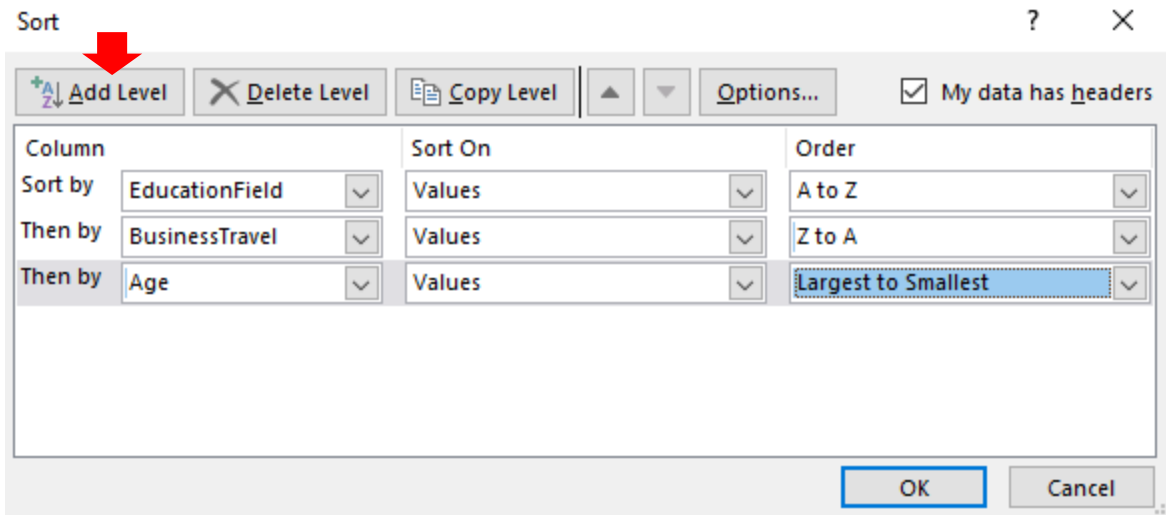 Sort ?
Add Level Delete Level Copy Level Options... My data has headers
Column Sort On Order
Sort by EducationField Values A to Z
Then by BusinessTravel Values Z to A
Then by Age Values Largest to Smallest
OK Cancel